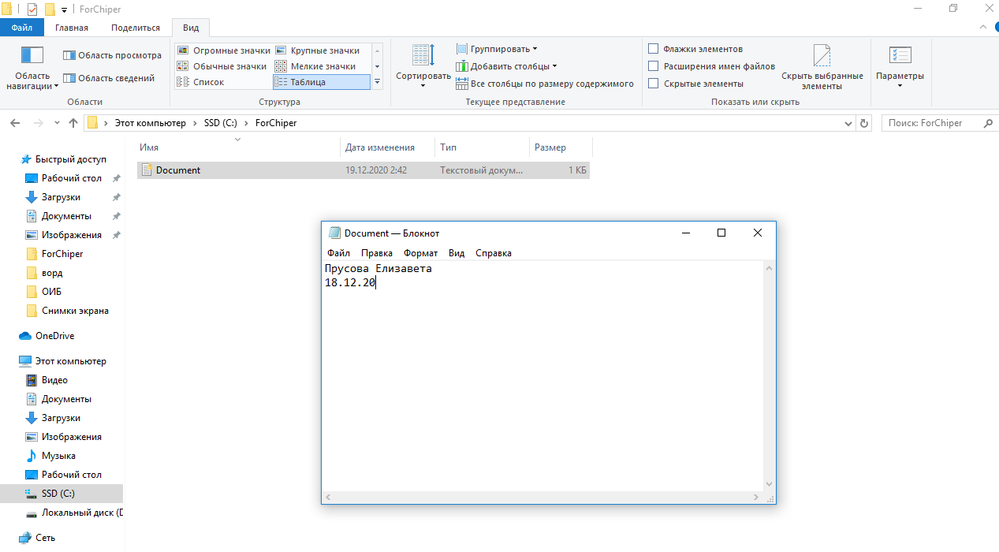 ForChiper
Файл Главная Поделиться Вид
Область навигации
Область просмотра
Область сведений
Области
Огромные значки Крупные значки
Обычные значки Мелкие значки
Список Таблица
Структура
Сортировать
Группировать
Добавить столбцы
Все столбцы по размеру содержимого
Текущее представление
Флажки элементов
Расширения имен файлов
Скрытые элементы
Скрыть выбранные элементы
Показать или скрыть
Параметры
Этот компьютер SSD (C:) ForChiper
Поиск: ForChiper
Имя Дата изменения Тип Размер
Document 19.12.2020 2:42 Текстовый докум... 1 КБ
Быстрый доступ
Рабочий стол
Загрузки
Документы
Изображения
ForChiper
ворд
ОИБ
Снимки экрана
OneDrive
Этот компьютер
Видео
Документы
Загрузки
Изображения
Музыка
Рабочий стол
SSD (C:)
Локальный диск (D
Сеть
Document — Блокнот
Файл Правка Формат Вид Справка
Прусова Елизавета
18.12.20